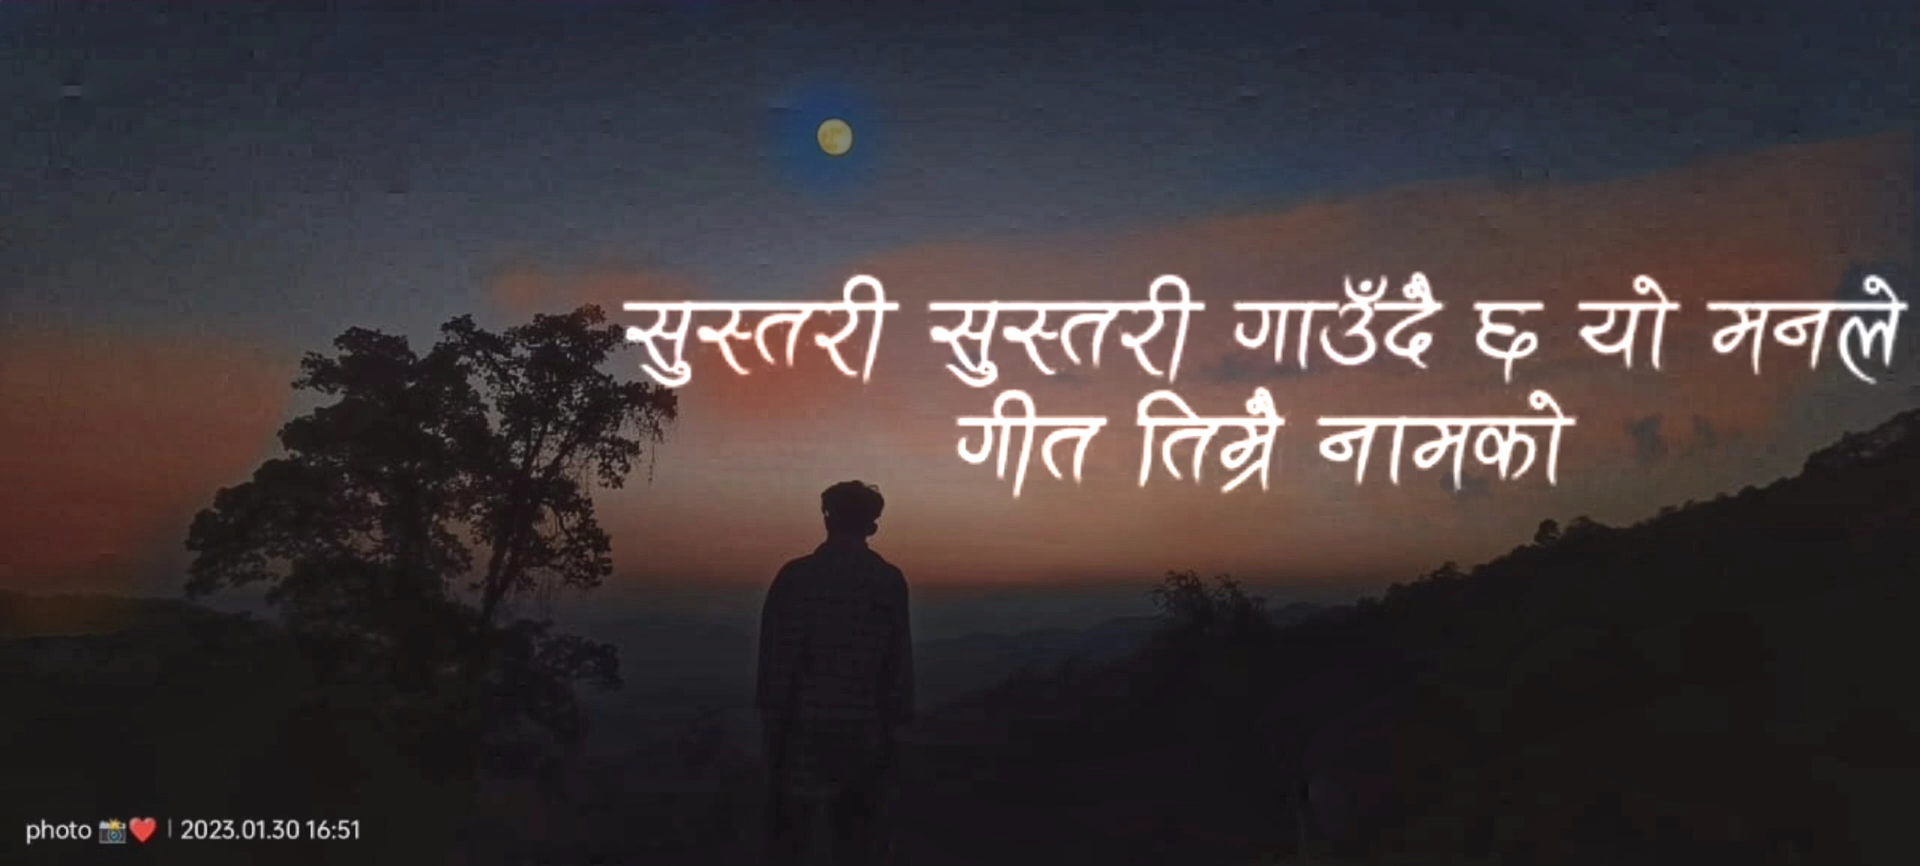 सुस्तरी सुस्तरी गाउँदै छ यो मनले
गीत तिम्रै नामको
photo 📸❤️ | 2023.01.30 16:51